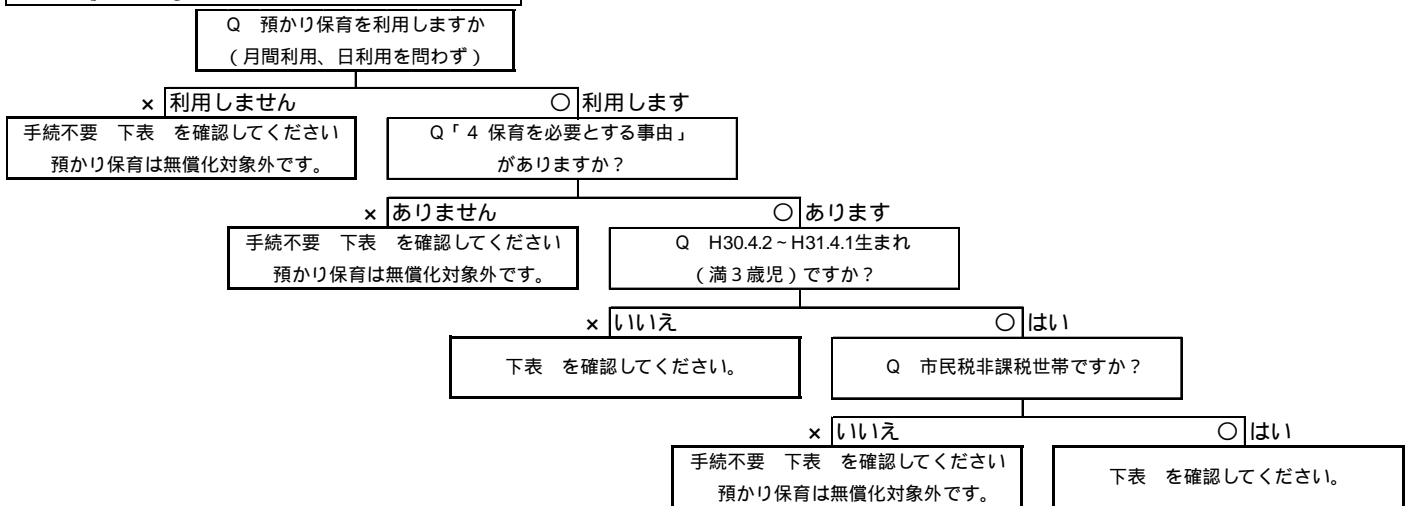 Q 預かり保育を利用しますか
(月間利用、日利用を問わず)
× 利用しません
○ 利用します
手続不要 下表 を確認してください
預かり保育は無償化対象外です。
Q「4 保育を必要とする事由」
がありますか？
× ありません
○ あります
手続不要 下表 を確認してください
預かり保育は無償化対象外です。
Q H30.4.2~H31.4.1生まれ
(満3歳児)ですか？
× いいえ
○ はい
下表 を確認してください。
Q 市民税非課税世帯ですか？
× いいえ
○ はい
手続不要 下表 を確認してください
預かり保育は無償化対象外です。
下表 を確認してください。